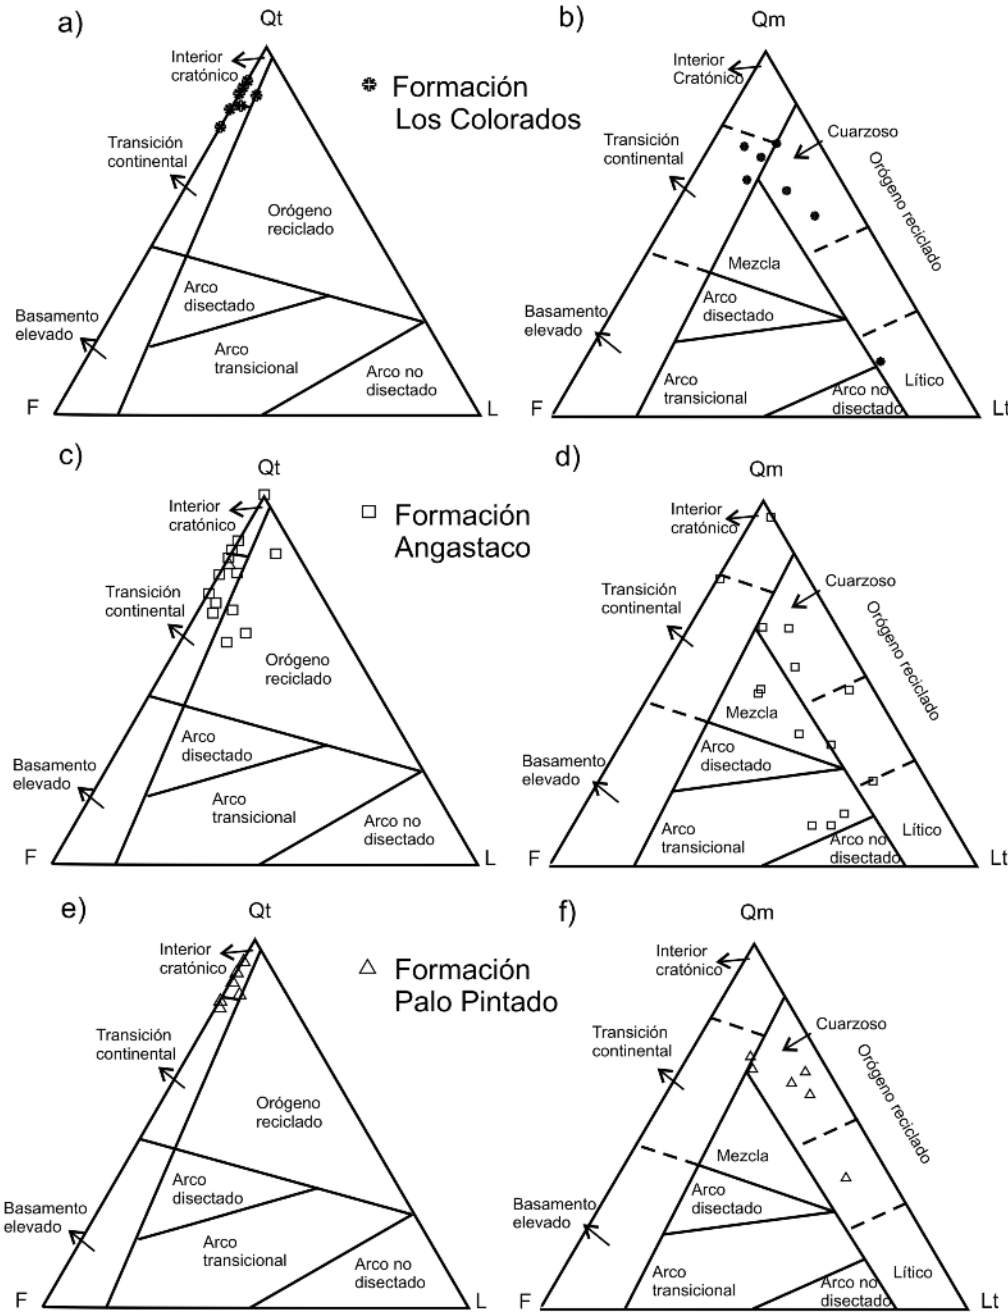 a)
Qt
Interior
cratónico
Transición
continental
Orógeno
reciclado
Arco
disectado
Basamento
elevado
Arco
transicional
Arco no
disectado
F
L
Formación
Los Colorados
b)
Qm
Interior
Cratónico
Cuarzoso
Transición
continental
Orógeno reciclado
Mezcla
Arco
disectado
Basamento
elevado
Arco
transicional
Arco no
disectado
Lítico
F
Lt
c)
Qt
Interior
cratónico
Transición
continental
Orógeno
reciclado
Arco
disectado
Basamento
elevado
Arco
transicional
Arco no
disectado
F
L
Formación
Angastaco
d)
Qm
Interior
cratónico
Cuarzoso
Transición
continental
Orógeno reciclado
Mezcla
Arco
disectado
Basamento
elevado
Arco
transicional
Arco no
disectado
Lítico
F
Lt
e)
Qt
Interior
cratónico
Transición
continental
Orógeno
reciclado
Arco
disectado
Basamento
elevado
Arco
transicional
Arco no
disectado
F
L
Formación
Palo Pintado
f)
Qm
Interior
cratónico
Cuarzoso
Transición
continental
Orógeno reciclado
Mezcla
Arco
disectado
Basamento
elevado
Arco
transicional
Arco no
disectado
Lítico
F
Lt